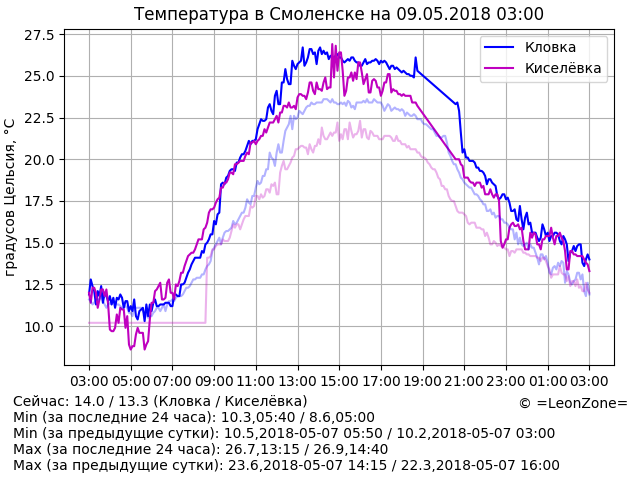 Температура в Смоленске на 09.05.2018 03:00
27.5
25.0
22.5
20.0
17.5
15.0
12.5
10.0
градусов Цельсия, °C
Кловка
Киселёвка
03:00 05:00 07:00 09:00 11:00 13:00 15:00 17:00 19:00 21:00 23:00 01:00 03:00
Сейчас: 14.0 / 13.3 (Кловка / Киселёвка)
© =LeonZone=
Min (за последние 24 часа): 10.3,05:40 / 8.6,05:00
Min (за предыдущие сутки): 10.5,2018-05-07 05:50 / 10.2,2018-05-07 03:00
Max (за последние 24 часа): 26.7,13:15 / 26.9,14:40
Max (за предыдущие сутки): 23.6,2018-05-07 14:15 / 22.3,2018-05-07 16:00